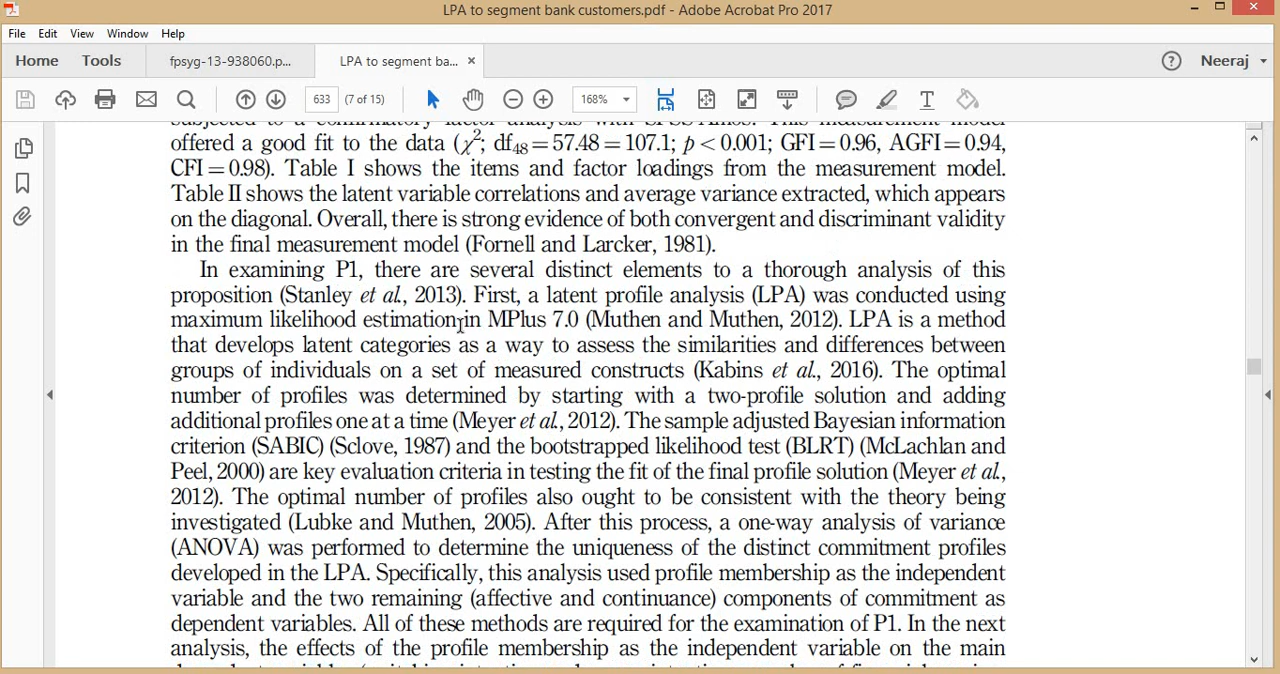 LPA to segment bank customers.pdf - Adobe Acrobat Pro 2017
File Edit View Window Help
Home Tools fpsyg-13-938060.p... LPA to segment ba... × Neeraj
633 (7 of 15) 168%
subjected to a confirmatory factor analysis with SPSS Amos. This measurement model
offered a good fit to the data (χ²; df₄₈ = 57.48 = 107.1; p < 0.001; GFI = 0.96, AGFI = 0.94,
CFI = 0.98). Table I shows the items and factor loadings from the measurement model.
Table II shows the latent variable correlations and average variance extracted, which appears
on the diagonal. Overall, there is strong evidence of both convergent and discriminant validity
in the final measurement model (Fornell and Larcker, 1981).
In examining P1, there are several distinct elements to a thorough analysis of this
proposition (Stanley et al., 2013). First, a latent profile analysis (LPA) was conducted using
maximum likelihood estimation in MPlus 7.0 (Muthen and Muthen, 2012). LPA is a method
that develops latent categories as a way to assess the similarities and differences between
groups of individuals on a set of measured constructs (Kabins et al., 2016). The optimal
number of profiles was determined by starting with a two-profile solution and adding
additional profiles one at a time (Meyer et al., 2012). The sample adjusted Bayesian information
criterion (SABIC) (Sclove, 1987) and the bootstrapped likelihood test (BLRT) (McLachlan and
Peel, 2000) are key evaluation criteria in testing the fit of the final profile solution (Meyer et al.,
2012). The optimal number of profiles also ought to be consistent with the theory being
investigated (Lubke and Muthen, 2005). After this process, a one-way analysis of variance
(ANOVA) was performed to determine the uniqueness of the distinct commitment profiles
developed in the LPA. Specifically, this analysis used profile membership as the independent
variable and the two remaining (affective and continuance) components of commitment as
dependent variables. All of these methods are required for the examination of P1. In the next
analysis, the effects of the profile membership as the independent variable on the main